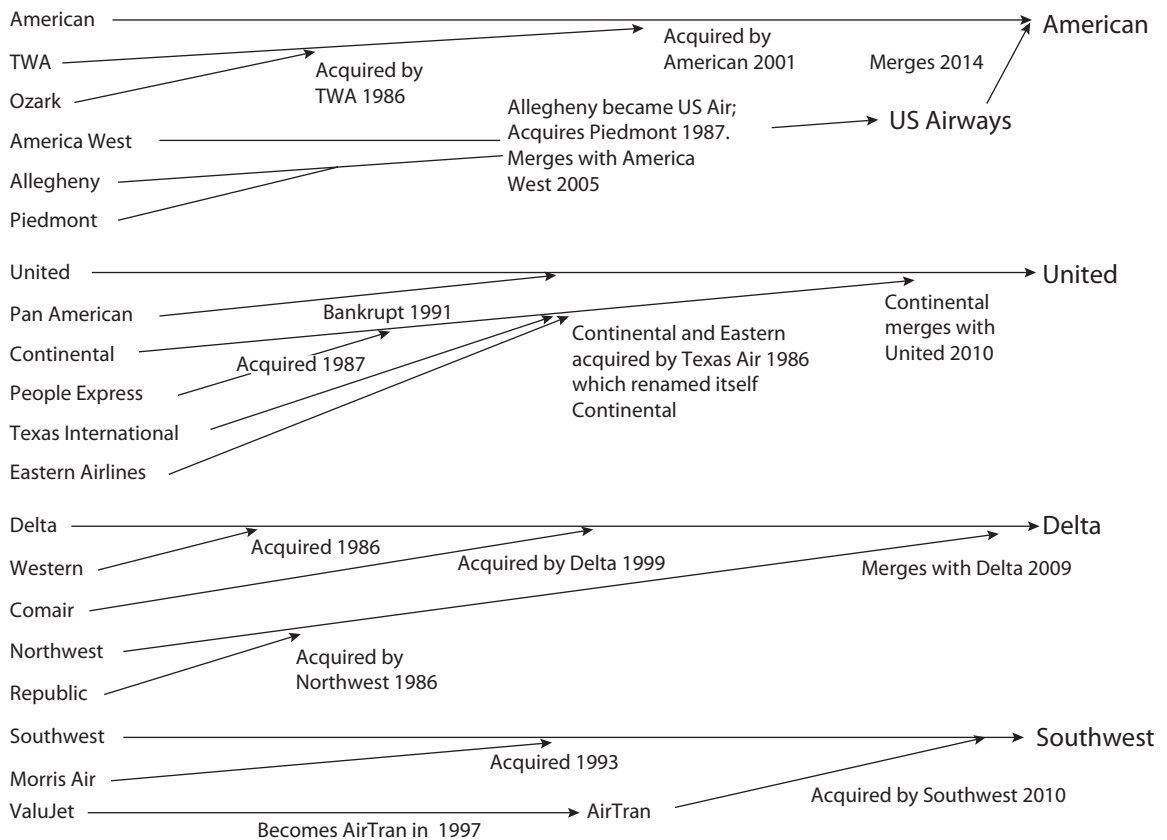 American
American
TWA
Acquired by
American 2001
Merges 2014
Acquired by
TWA 1986
Ozark
Allegheny became US Air;
Acquires Piedmont 1987.
Merges with America
West 2005
US Airways
America West
Allegheny
Piedmont
United
United
Pan American
Bankrupt 1991
Continental
merges with
United 2010
Continental
Acquired 1987
Continental and Eastern
acquired by Texas Air 1986
which renamed itself
Continental
People Express
Texas International
Eastern Airlines
Delta
Delta
Acquired 1986
Western
Acquired by Delta 1999
Merges with Delta 2009
Comair
Northwest
Acquired by
Northwest 1986
Republic
Southwest
Southwest
Acquired 1993
Morris Air
Acquired by Southwest 2010
ValuJet
AirTran
Becomes AirTran in 1997